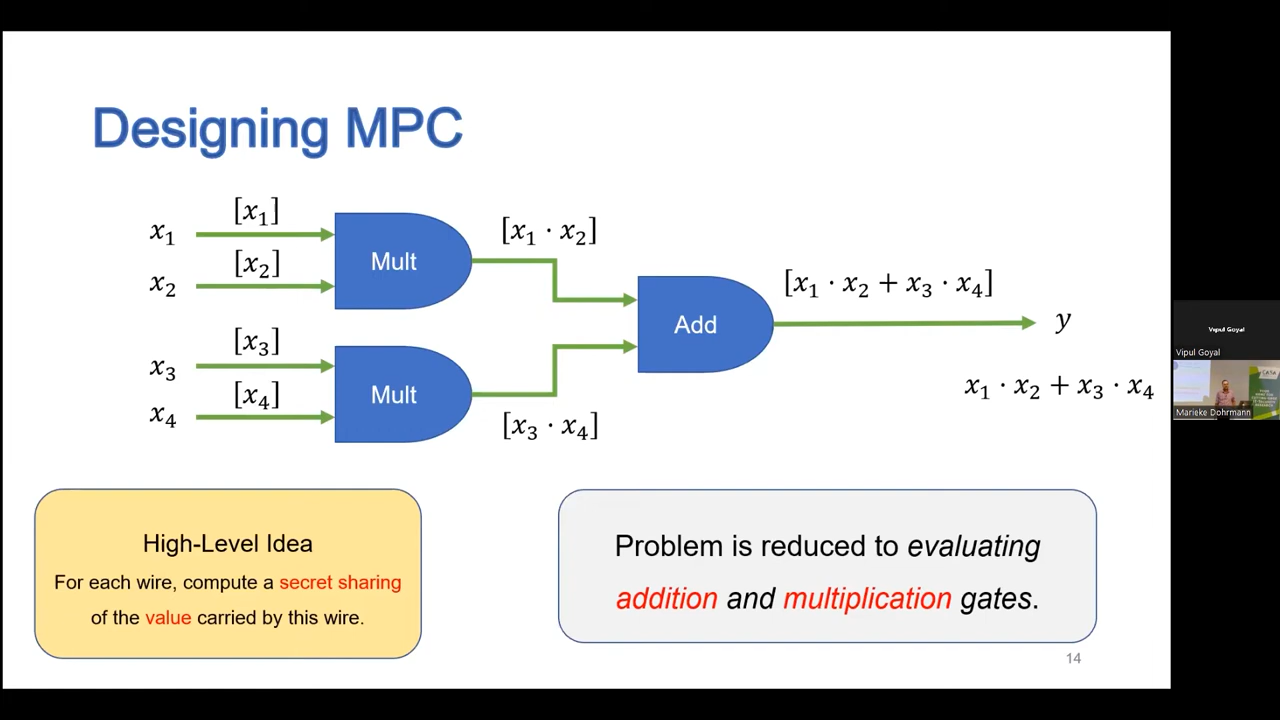 Designing MPC
[x₁]
x₁
[x₂]
x₂
Mult
[x₁ · x₂]
[x₃]
x₃
[x₄]
x₄
Mult
[x₃ · x₄]
Add
[x₁ · x₂ + x₃ · x₄]
y
x₁ · x₂ + x₃ · x₄
High-Level Idea
For each wire, compute a secret sharing
of the value carried by this wire.
Problem is reduced to evaluating
addition and multiplication gates.
14
Vipul Goyal
Vipul Goyal
Marieke Dohrmann